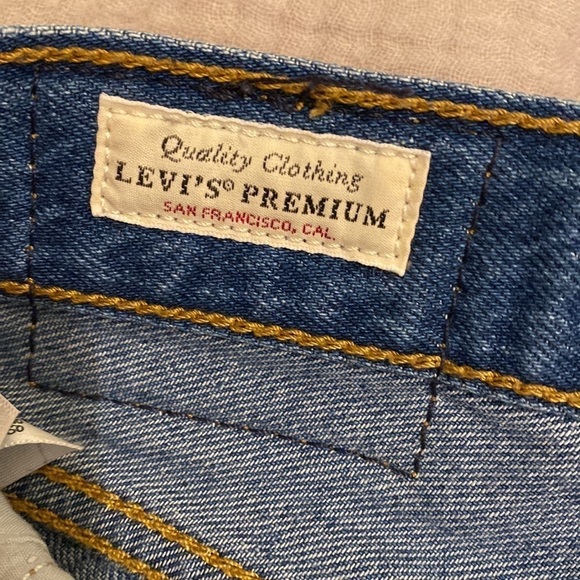 Quality Clothing
LEVI'S® PREMIUM
SAN FRANCISCO, CAL.